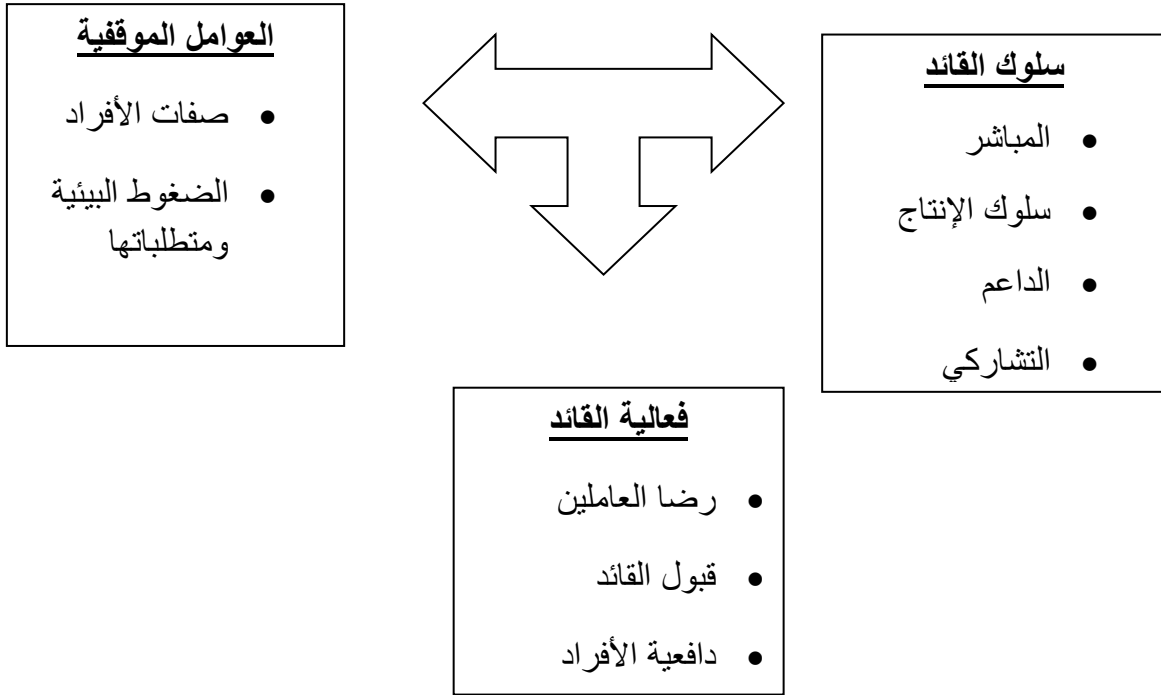 سلوك القائد
• المباشر
• سلوك الإنتاج
• الداعم
• التشاركي
العوامل الموقفية
• صفات الأفراد
• الضغوط البيئية
ومتطلباتها
فعالية القائد
• رضا العاملين
• قبول القائد
• دافعية الأفراد